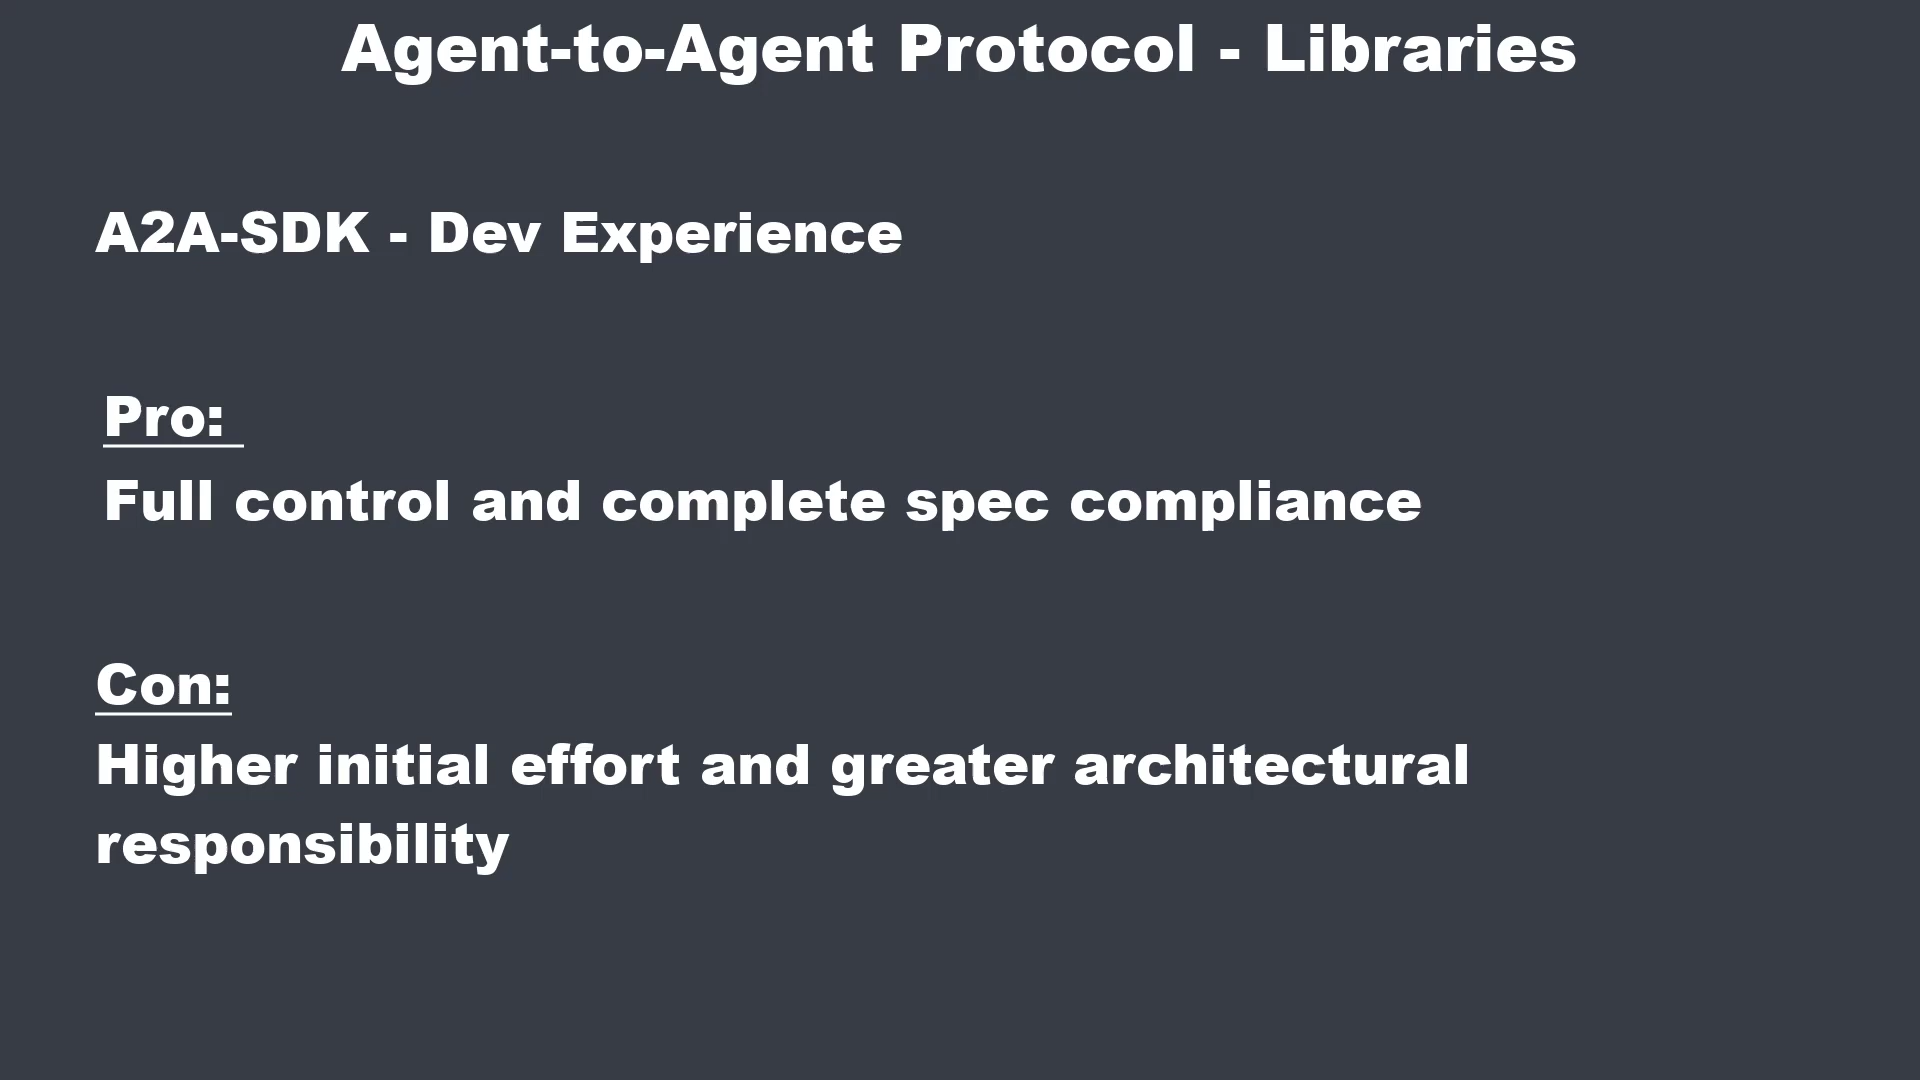 Agent-to-Agent Protocol - Libraries
A2A-SDK - Dev Experience
Pro:
Full control and complete spec compliance
Con:
Higher initial effort and greater architectural
responsibility